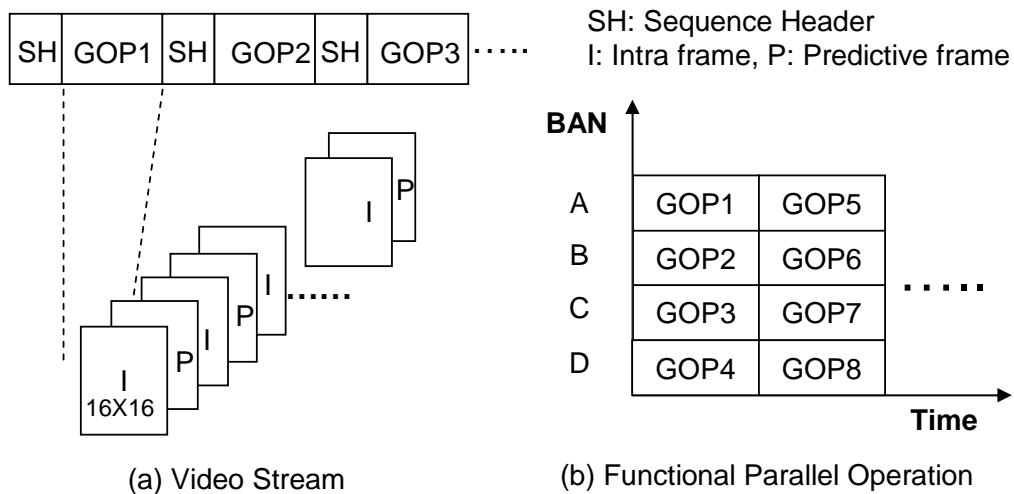 SH GOP1 SH GOP2 SH GOP3 ·····
SH: Sequence Header
I: Intra frame, P: Predictive frame
I
16X16
P
I
P
I
······
I
P
(a) Video Stream
BAN
A GOP1 GOP5
B GOP2 GOP6
C GOP3 GOP7
D GOP4 GOP8
·····
Time
(b) Functional Parallel Operation